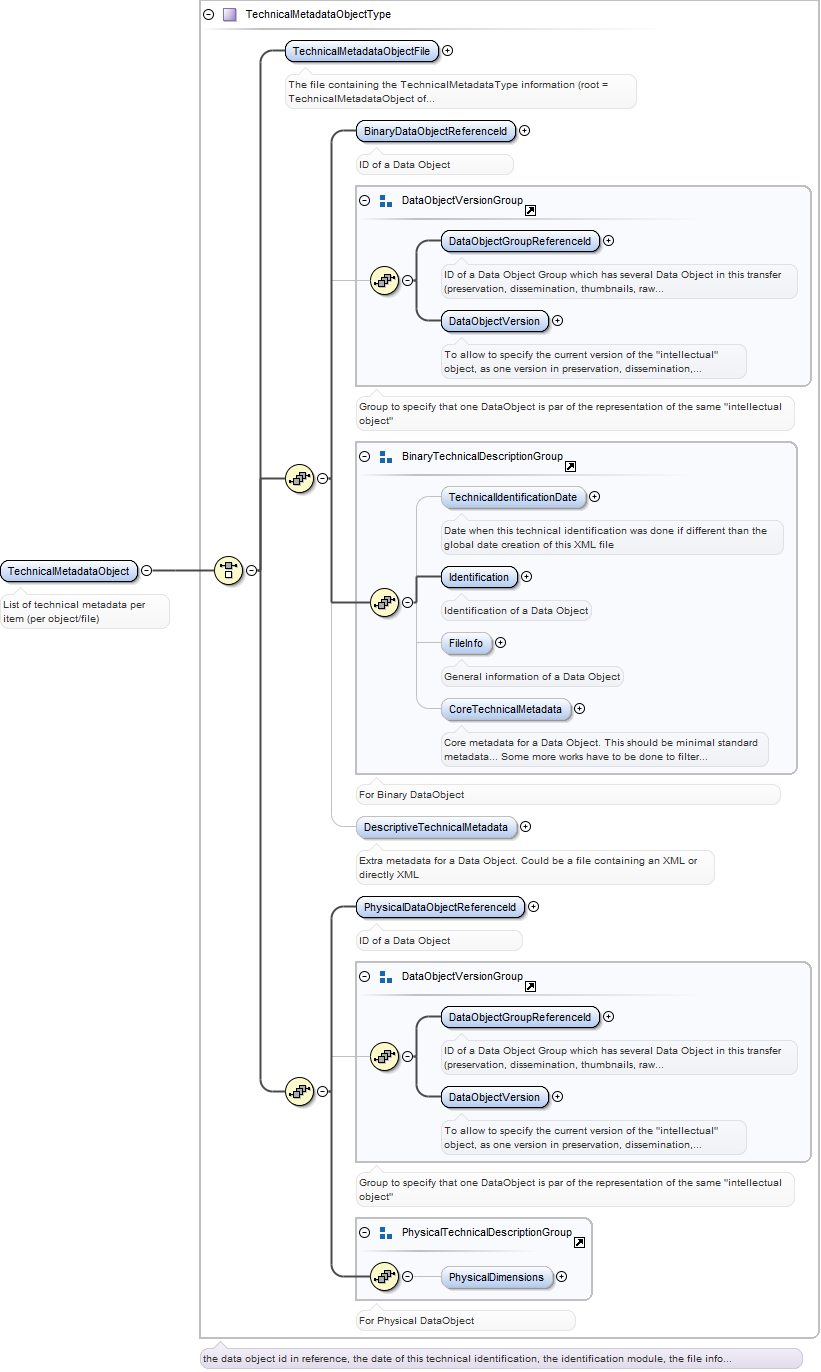 TechnicalMetadataObjectType
TechnicalMetadataObjectFile
The file containing the TechnicalMetadataType information (root =
TechnicalMetadataObject of...
BinaryDataObjectReferenceId
ID of a Data Object
DataObjectVersionGroup
DataObjectGroupReferenceId
ID of a Data Object Group which has several Data Object in this transfer
(preservation, dissemination, thumbnails, raw...
DataObjectVersion
To allow to specify the current version of the "intellectual"
object, as one version in preservation, dissemination,...
Group to specify that one DataObject is par of the representation of the same "intellectual
object"
BinaryTechnicalDescriptionGroup
TechnicalIdentificationDate
Date when this technical identification was done if different than the
global date creation of this XML file
TechnicalMetadataObject
List of technical metadata per
item (per object/file)
Identification
Identification of a Data Object
FileInfo
General information of a Data Object
CoreTechnicalMetadata
Core metadata for a Data Object. This should be minimal standard
metadata... Some more works have to be done to filter...
For Binary DataObject
DescriptiveTechnicalMetadata
Extra metadata for a Data Object. Could be a file containing an XML or
directly XML
PhysicalDataObjectReferenceId
ID of a Data Object
DataObjectVersionGroup
DataObjectGroupReferenceId
ID of a Data Object Group which has several Data Object in this transfer
(preservation, dissemination, thumbnails, raw...
DataObjectVersion
To allow to specify the current version of the "intellectual"
object, as one version in preservation, dissemination,...
Group to specify that one DataObject is par of the representation of the same "intellectual
object"
PhysicalTechnicalDescriptionGroup
PhysicalDimensions
For Physical DataObject
the data object id in reference, the date of this technical identification, the identification module, the file info...